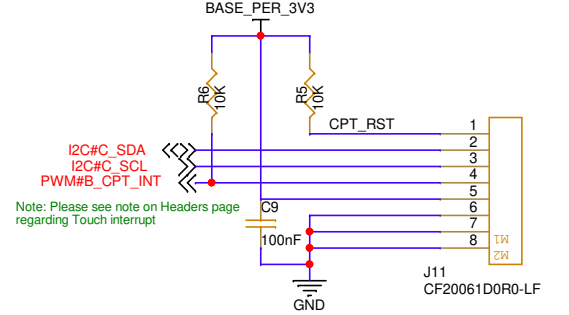 BASE_PER_3V3
R6
10K
R5
10K
CPT_RST
1
I2C#C_SDA
2
I2C#C_SCL
3
PWM#B_CPT_INT
4
5
Note: Please see note on Headers page
regarding Touch interrupt
C9
6
7
100nF
8
M1
M2
J11
CF20061D0R0-LF
GND